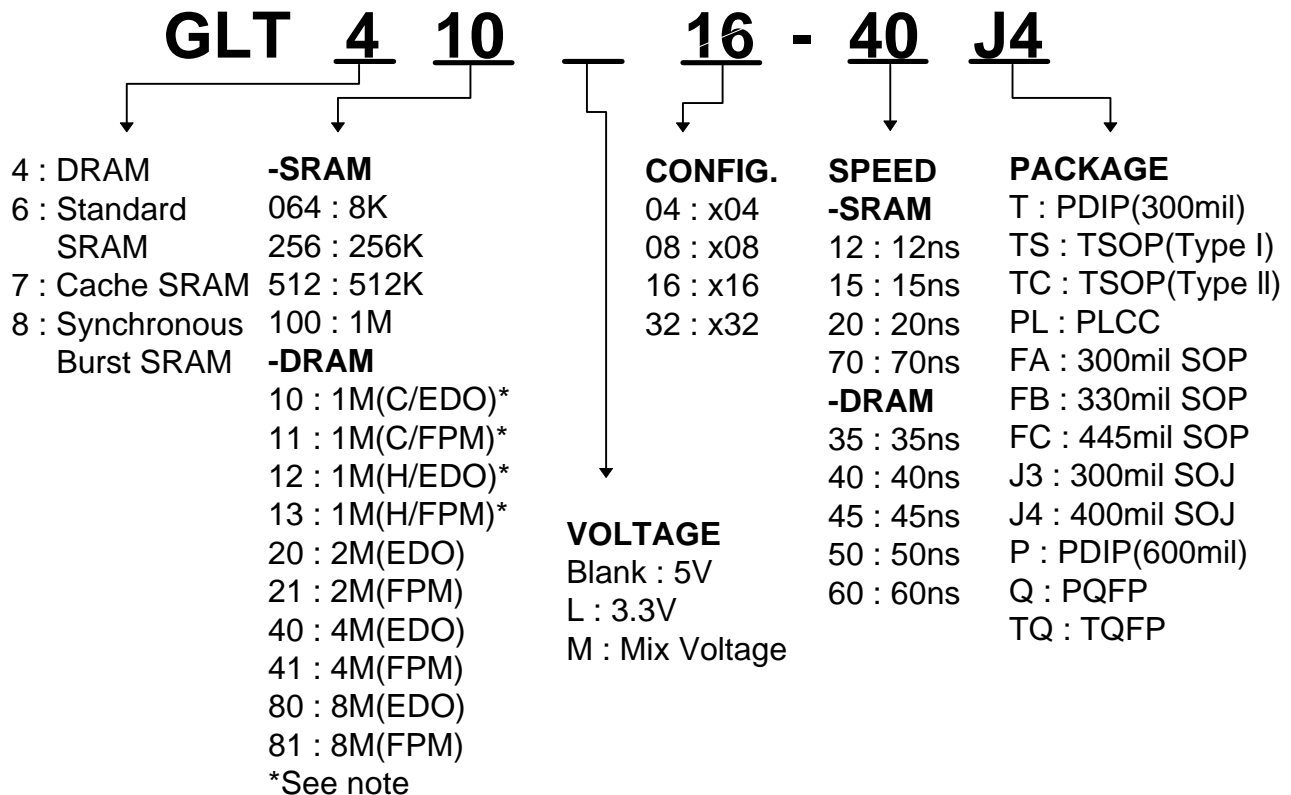 GLT 4 10 16 - 40 J4
4 : DRAM
6 : Standard
SRAM
7 : Cache SRAM
8 : Synchronous
Burst SRAM
-SRAM
064 : 8K
256 : 256K
512 : 512K
100 : 1M
-DRAM
10 : 1M(C/EDO)*
11 : 1M(C/FPM)*
12 : 1M(H/EDO)*
13 : 1M(H/FPM)*
20 : 2M(EDO)
21 : 2M(FPM)
40 : 4M(EDO)
41 : 4M(FPM)
80 : 8M(EDO)
81 : 8M(FPM)
*See note
VOLTAGE
Blank : 5V
L : 3.3V
M : Mix Voltage
CONFIG.
04 : x04
08 : x08
16 : x16
32 : x32
SPEED
-SRAM
12 : 12ns
15 : 15ns
20 : 20ns
70 : 70ns
-DRAM
35 : 35ns
40 : 40ns
45 : 45ns
50 : 50ns
60 : 60ns
PACKAGE
T : PDIP(300mil)
TS : TSOP(Type I)
TC : TSOP(Type ll)
PL : PLCC
FA : 300mil SOP
FB : 330mil SOP
FC : 445mil SOP
J3 : 300mil SOJ
J4 : 400mil SOJ
P : PDIP(600mil)
Q : PQFP
TQ : TQFP